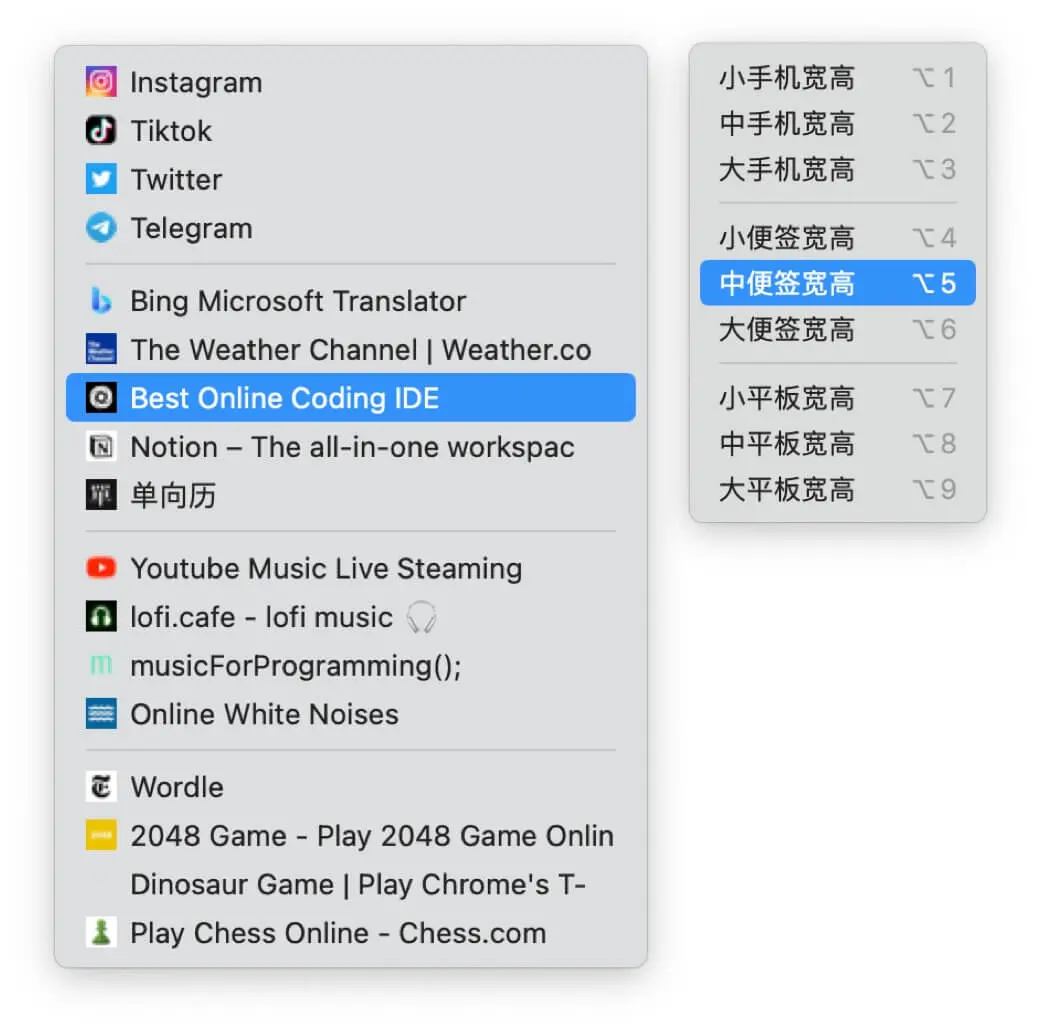 Instagram
Tiktok
Twitter
Telegram
Bing Microsoft Translator
The Weather Channel | Weather.co
Best Online Coding IDE
Notion – The all-in-one workspac
单向历
Youtube Music Live Steaming
lofi.cafe - lofi music
musicForProgramming();
Online White Noises
Wordle
2048 Game - Play 2048 Game Onlin
Dinosaur Game | Play Chrome's T-
Play Chess Online - Chess.com
小手机宽高 ⌥ 1
中手机宽高 ⌥ 2
大手机宽高 ⌥ 3
小便签宽高 ⌥ 4
中便签宽高 ⌥ 5
大便签宽高 ⌥ 6
小平板宽高 ⌥ 7
中平板宽高 ⌥ 8
大平板宽高 ⌥ 9